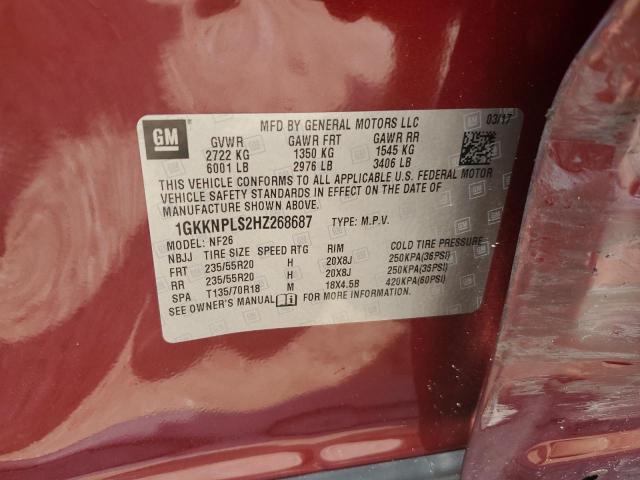 MFD BY GENERAL MOTORS LLC 03/17
GM
GVWR GAWR FRT GAWR RR
2722 KG 1350 KG 1545 KG
6001 LB 2976 LB 3406 LB
THIS VEHICLE CONFORMS TO ALL APPLICABLE U.S. FEDERAL MOTOR
VEHICLE SAFETY STANDARDS IN EFFECT ON THE DATE OF
MANUFACTURE SHOWN ABOVE.
1GKKNPLS2HZ268687 TYPE: M.P.V.
MODEL: NF26
NBJJ TIRE SIZE SPEED RTG RIM COLD TIRE PRESSURE
FRT 235/55R20 H 20X8J 250KPA(36PSI)
RR 235/55R20 H 20X8J 250KPA(36PSI)
SPA T135/70R18 M 18X4.5B 420KPA(60PSI)
SEE OWNER'S MANUAL FOR MORE INFORMATION.